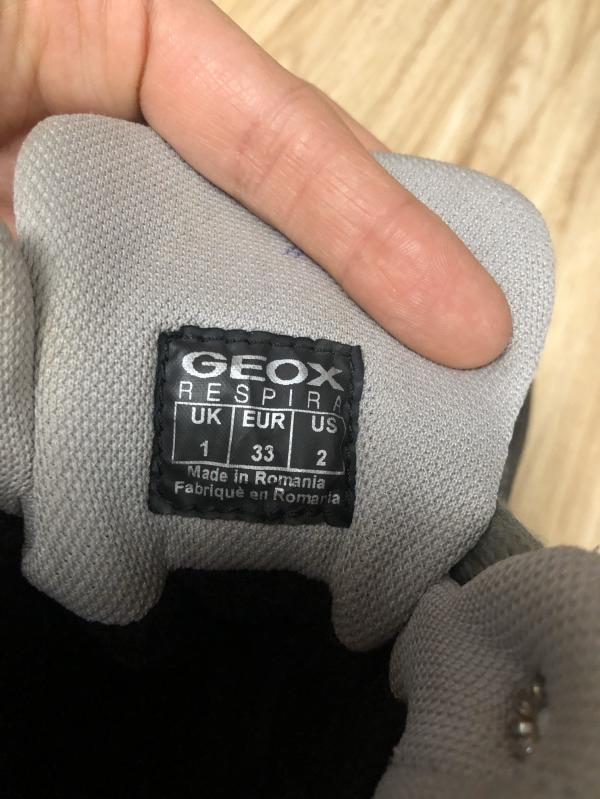 GEOX
RESPIRA
UK EUR US
1 33 2
Made in Romania
Fabriquè en Romania